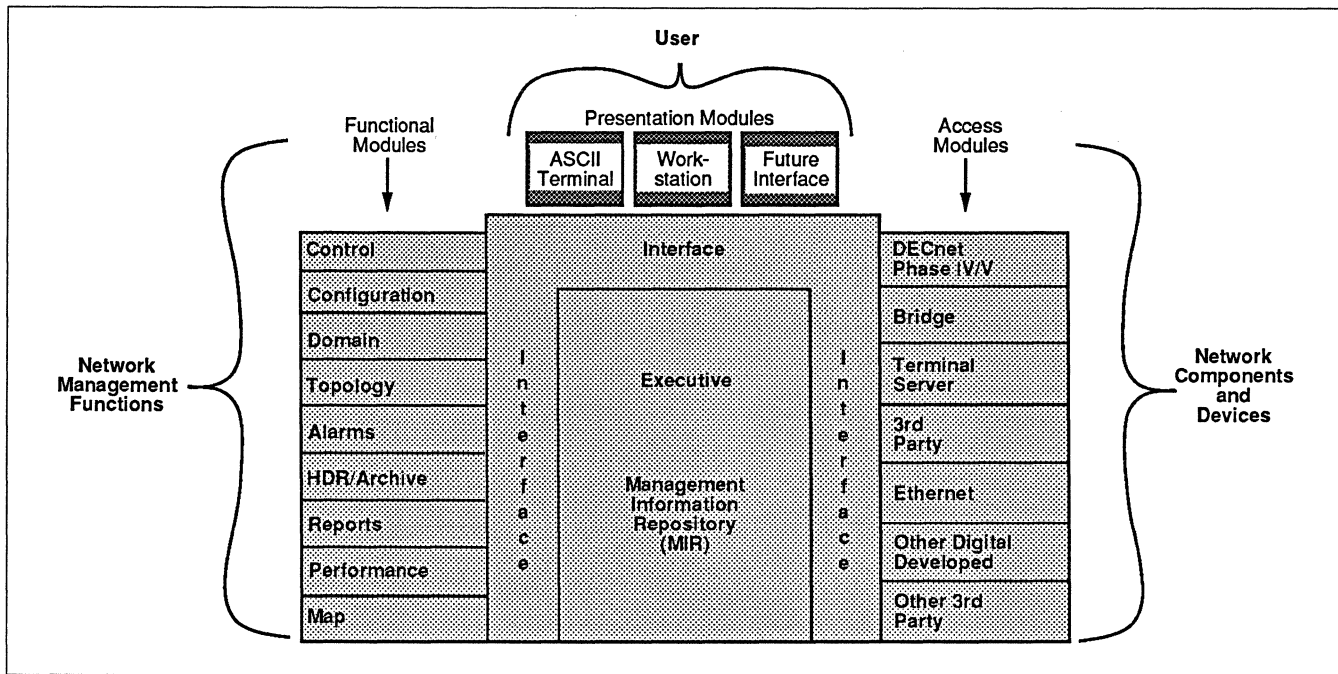 User
Presentation Modules
Functional
Modules
Access
Modules
ASCII
Terminal
Work-
station
Future
Interface
Network
Management
Functions
Control
Configuration
Domain
Topology
Alarms
HDR/Archive
Reports
Performance
Map
Interface
Interface
Executive
Management
Information
Repository
(MIR)
Interface
DECnet
Phase IV/V
Bridge
Terminal
Server
3rd
Party
Ethernet
Other Digital
Developed
Other 3rd
Party
Network
Components
and
Devices